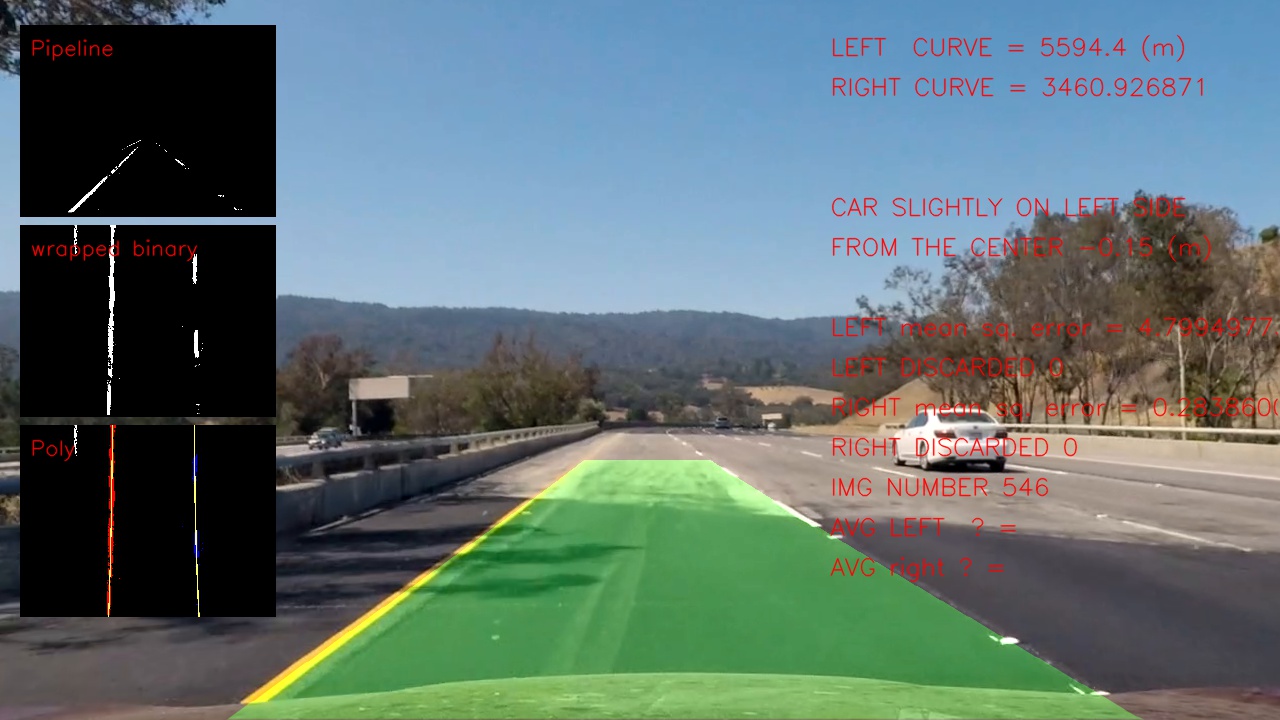 Pipeline
wrapped binary
Poly
LEFT CURVE = 5594.4 (m)
RIGHT CURVE = 3460.926871
CAR SLIGHTLY ON LEFT SIDE
FROM THE CENTER -0.15 (m)
LEFT mean sq. error = 4.7994977
LEFT DISCARDED 0
RIGHT mean sq. error = 0.283860
RIGHT DISCARDED 0
IMG NUMBER 546
AVG LEFT ? =
AVG right ? =